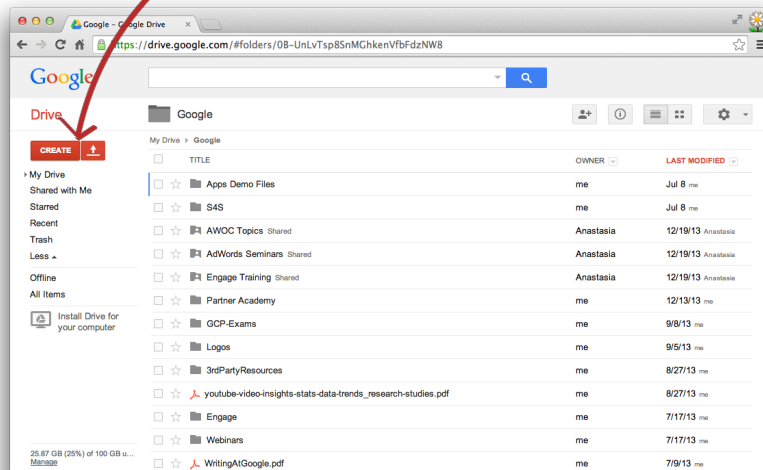 Google - Google Drive
https://drive.google.com/#folders/0B-UnLvTsp8SnMGhkenVfbFdzNW8
Google
Drive
Google
CREATE
My Drive
Shared with Me
Starred
Recent
Trash
Less
Offline
All Items
Install Drive for
your computer
25.87 GB (25%) of 100 GB u...
Manage
My Drive Google
TITLE OWNER LAST MODIFIED
Apps Demo Files me Jul 8 me
S4S me Jul 8 me
AWOC Topics Shared Anastasia 12/19/13 Anastasia
AdWords Seminars Shared Anastasia 12/19/13 Anastasia
Engage Training Shared Anastasia 12/19/13 Anastasia
Partner Academy me 12/13/13 me
GCP-Exams me 9/8/13 me
Logos me 9/5/13 me
3rdPartyResources me 8/27/13 me
youtube-video-insights-stats-data-trends_research-studies.pdf me 8/27/13 me
Engage me 7/17/13 me
Webinars me 7/17/13 me
WritingAtGoogle.pdf me 7/9/13 me